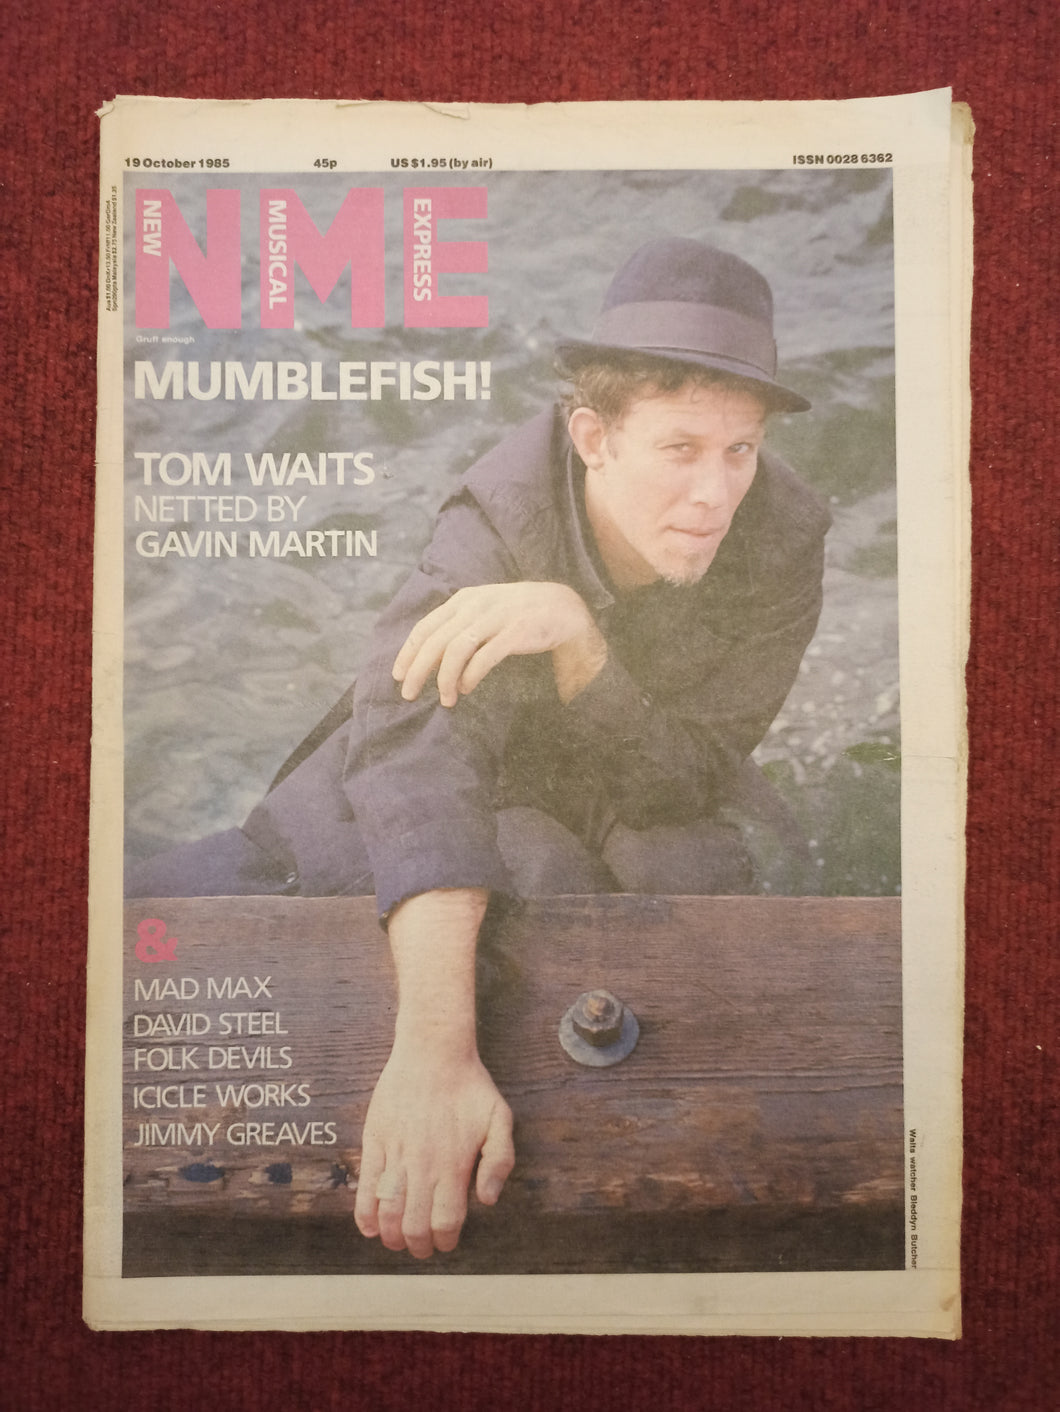 19 October 1985 45p US $1.95 (by air) ISSN 0028 6362
NEW
MUSICAL
EXPRESS
NME
Gruff enough
MUMBLEFISH!
TOM WAITS
NETTED BY
GAVIN MARTIN
&
MAD MAX
DAVID STEEL
FOLK DEVILS
ICICLE WORKS
JIMMY GREAVES
Waits watcher Bleddyn Butcher